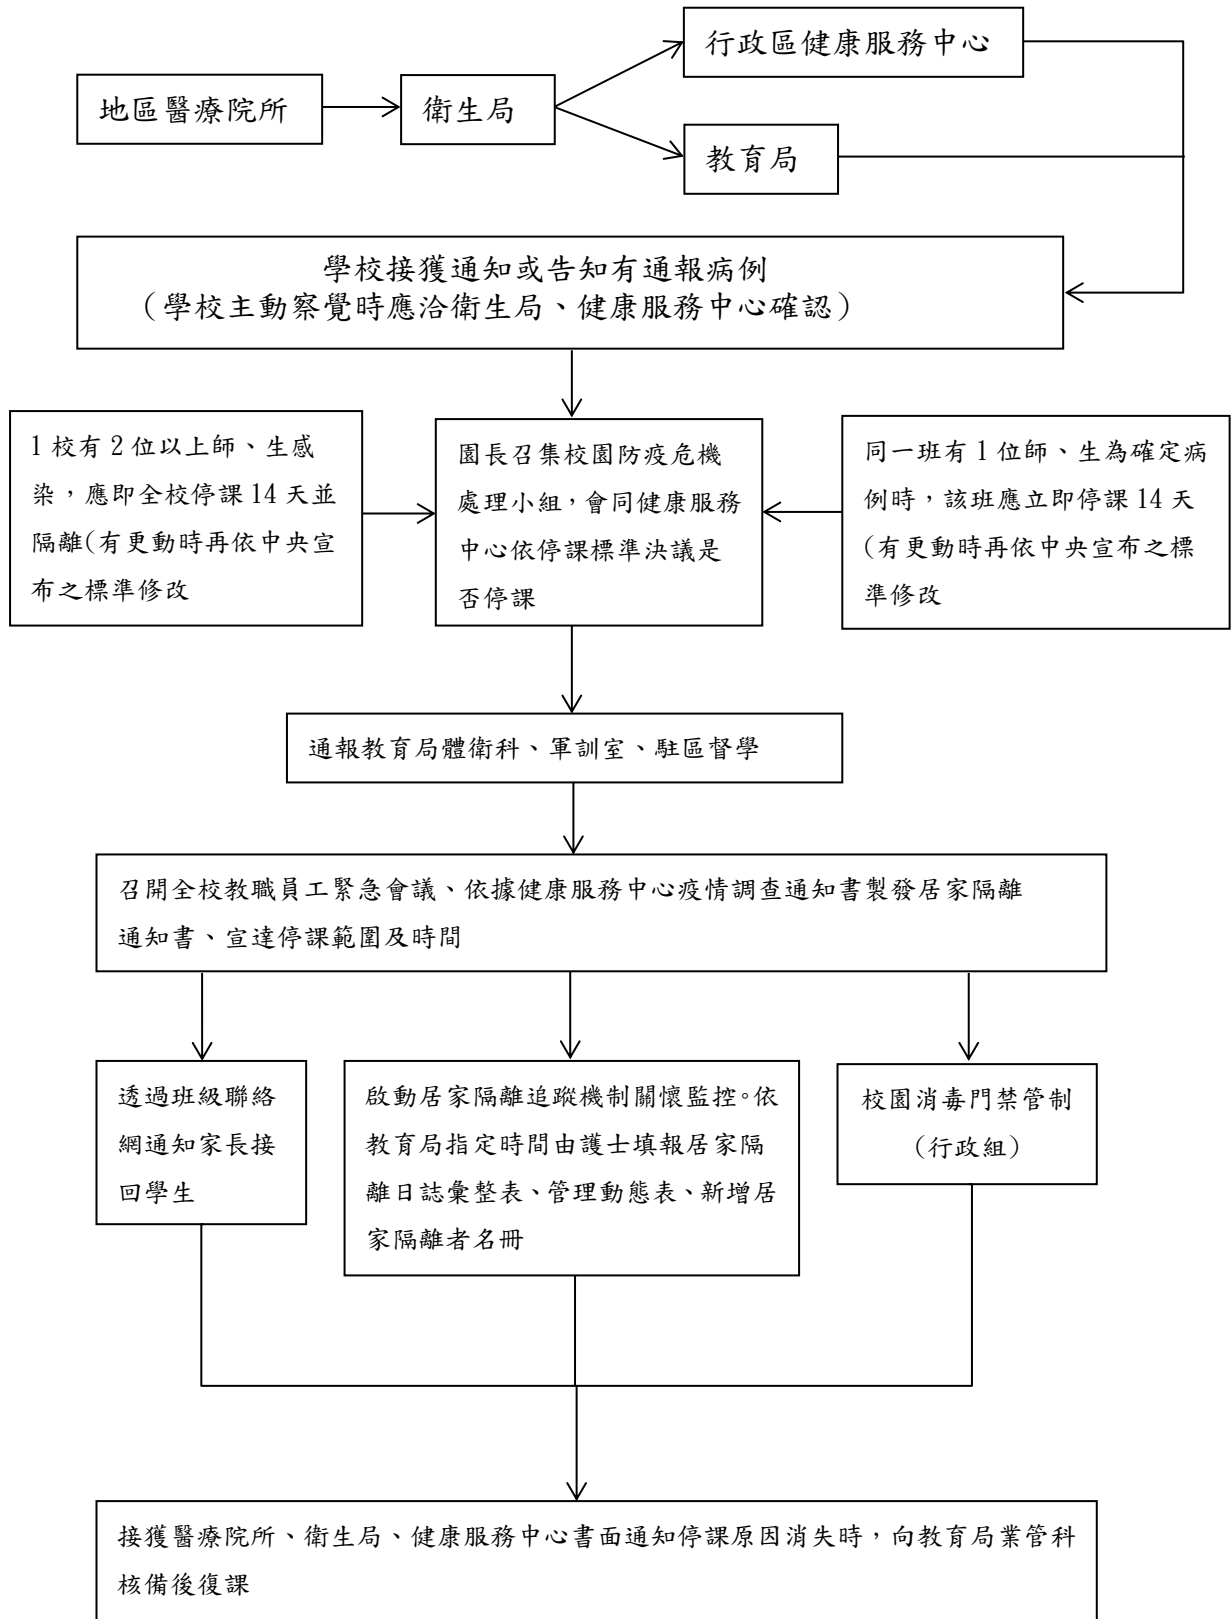 行政區健康服務中心
地區醫療院所
衛生局
教育局
學校接獲通知或告知有通報病例
（學校主動察覺時應洽衛生局、健康服務中心確認）
1 校有 2 位以上師、生感
染，應即全校停課 14 天並
隔離(有更動時再依中央宣
布之標準修改
園長召集校園防疫危機
處理小組，會同健康服務
中心依停課標準決議是
否停課
同一班有 1 位師、生為確定病
例時，該班應立即停課 14 天
(有更動時再依中央宣布之標
準修改
通報教育局體衛科、軍訓室、駐區督學
召開全校教職員工緊急會議、依據健康服務中心疫情調查通知書製發居家隔離
通知書、宣達停課範圍及時間
透過班級聯絡
網通知家長接
回學生
啟動居家隔離追蹤機制關懷監控。依
教育局指定時間由護士填報居家隔
離日誌彙整表、管理動態表、新增居
家隔離者名冊
校園消毒門禁管制
(行政組)
接獲醫療院所、衛生局、健康服務中心書面通知停課原因消失時，向教育局業管科
核備後復課